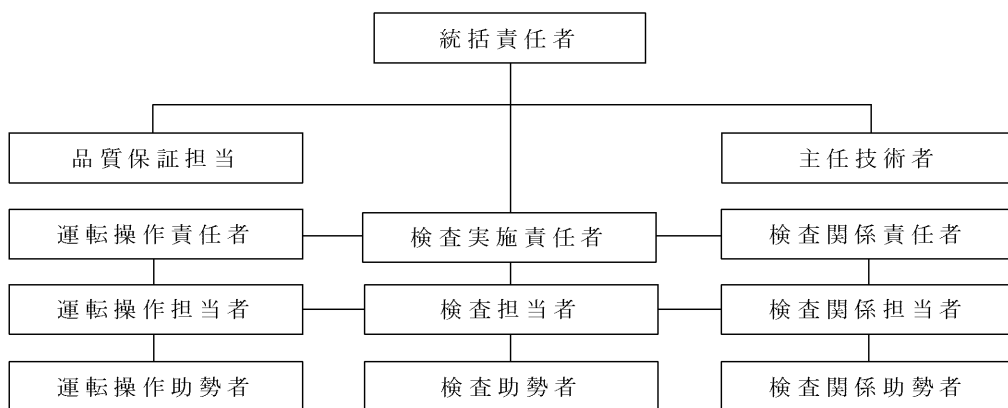 統括責任者
品質保証担当
主任技術者
運転操作責任者
検査実施責任者
検査関係責任者
運転操作担当者
検査担当者
検査関係担当者
運転操作助勢者
検査助勢者
検査関係助勢者